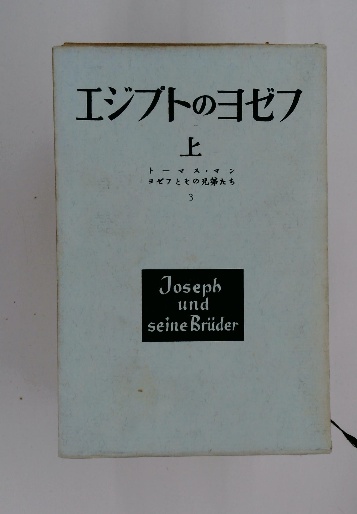 エジプトのヨゼフ
上
トーマス・マン
ヨゼフとその兄弟たち
3
Joseph
und
seine Brüder